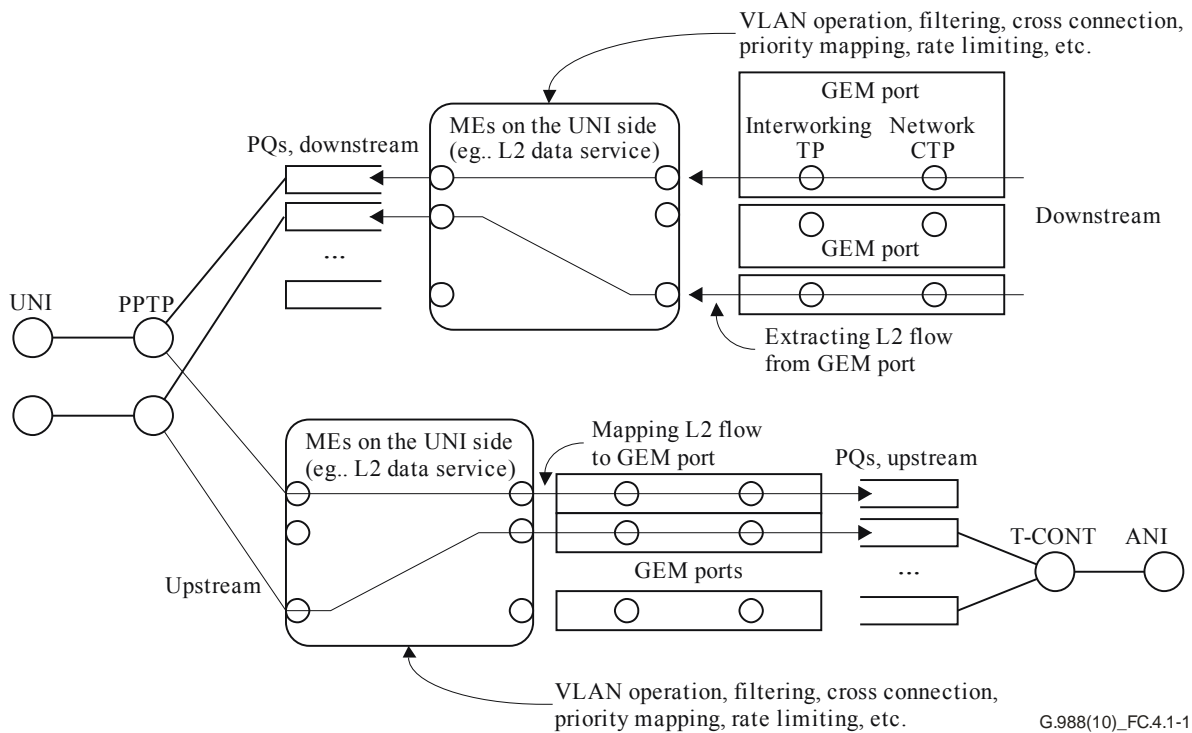 VLAN operation, filtering, cross connection,
priority mapping, rate limiting, etc.
GEM port
MEs on the UNI side
(eg.. L2 data service)
Interworking
TP
Network
CTP
PQs, downstream
Downstream
GEM port
...
UNI
PPTP
Extracting L2 flow
from GEM port
MEs on the UNI side
(eg.. L2 data service)
Mapping L2 flow
to GEM port
PQs, upstream
T-CONT
ANI
GEM ports
...
Upstream
VLAN operation, filtering, cross connection,
priority mapping, rate limiting, etc.
G.988(10)_FC.4.1-1